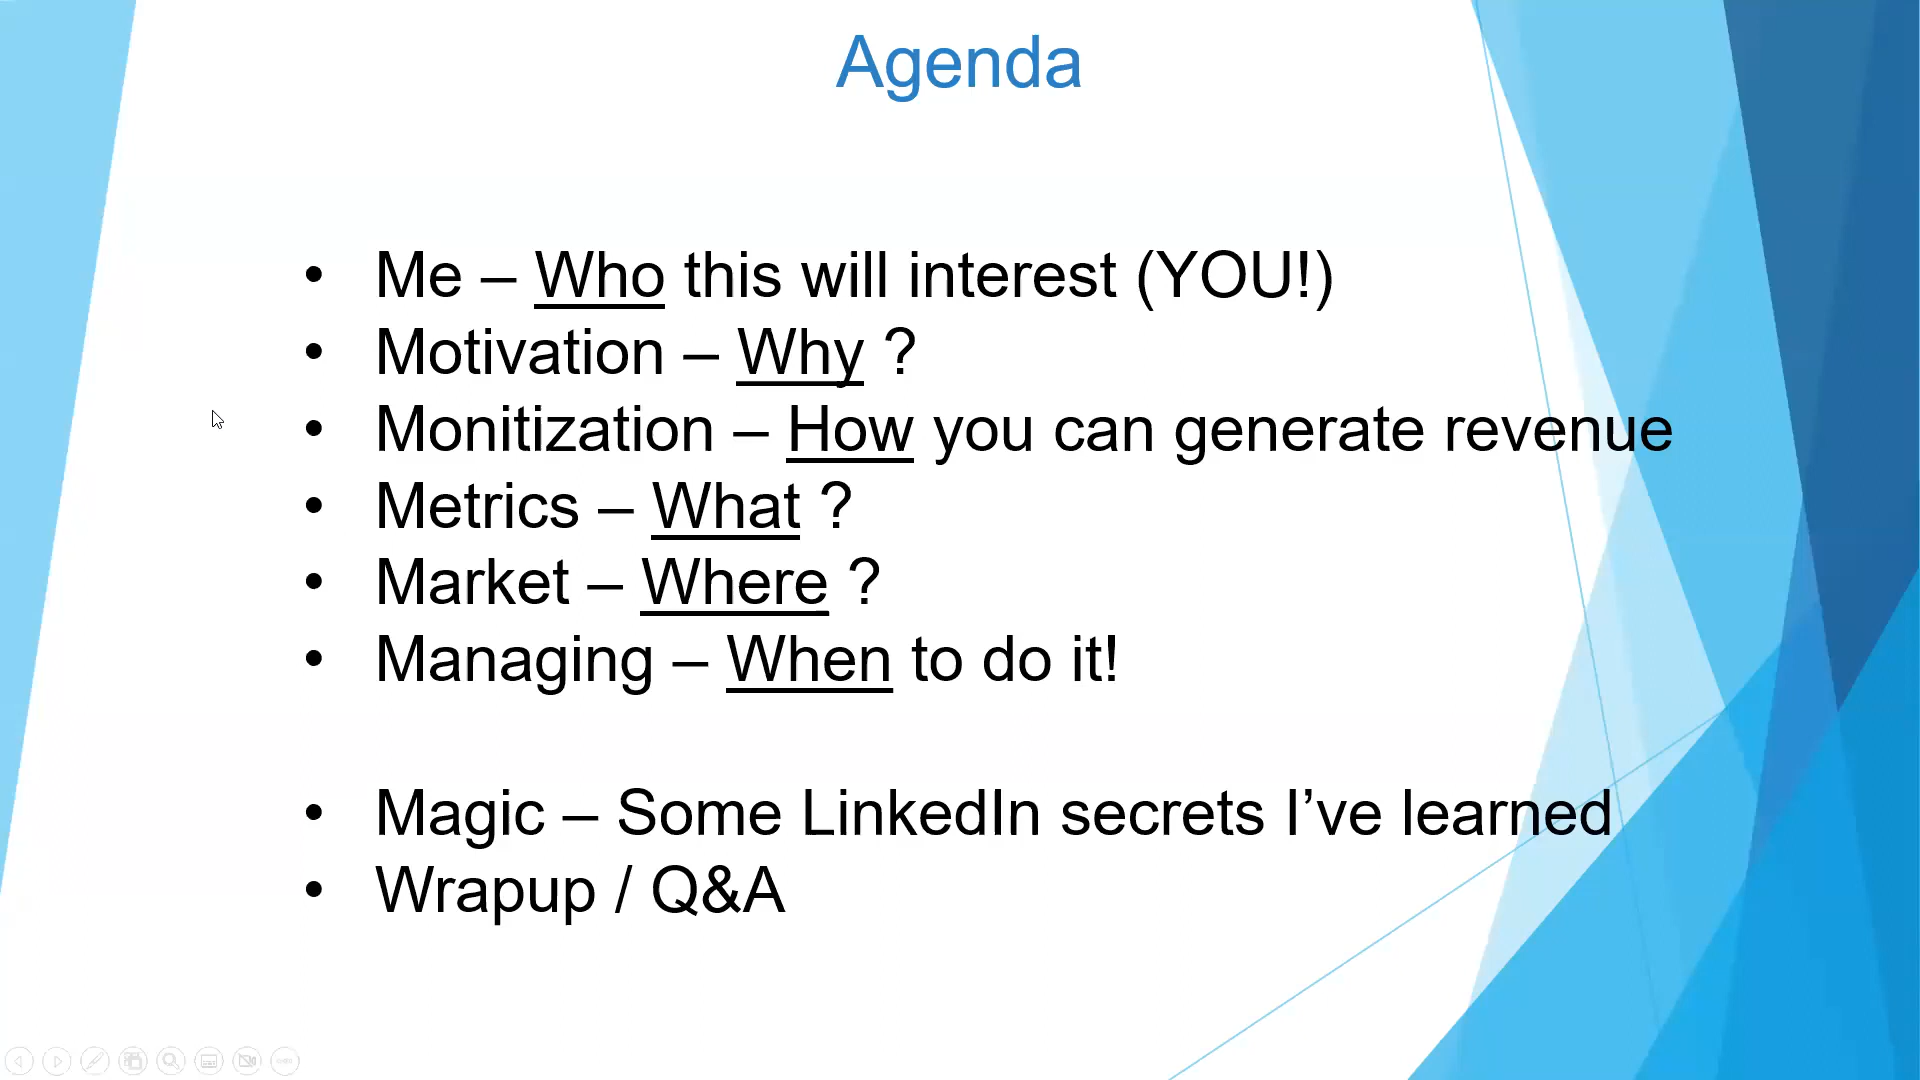 Agenda
• Me – Who this will interest (YOU!)
• Motivation – Why ?
• Monitization – How you can generate revenue
• Metrics – What ?
• Market – Where ?
• Managing – When to do it!
• Magic – Some LinkedIn secrets I’ve learned
• Wrapup / Q&A